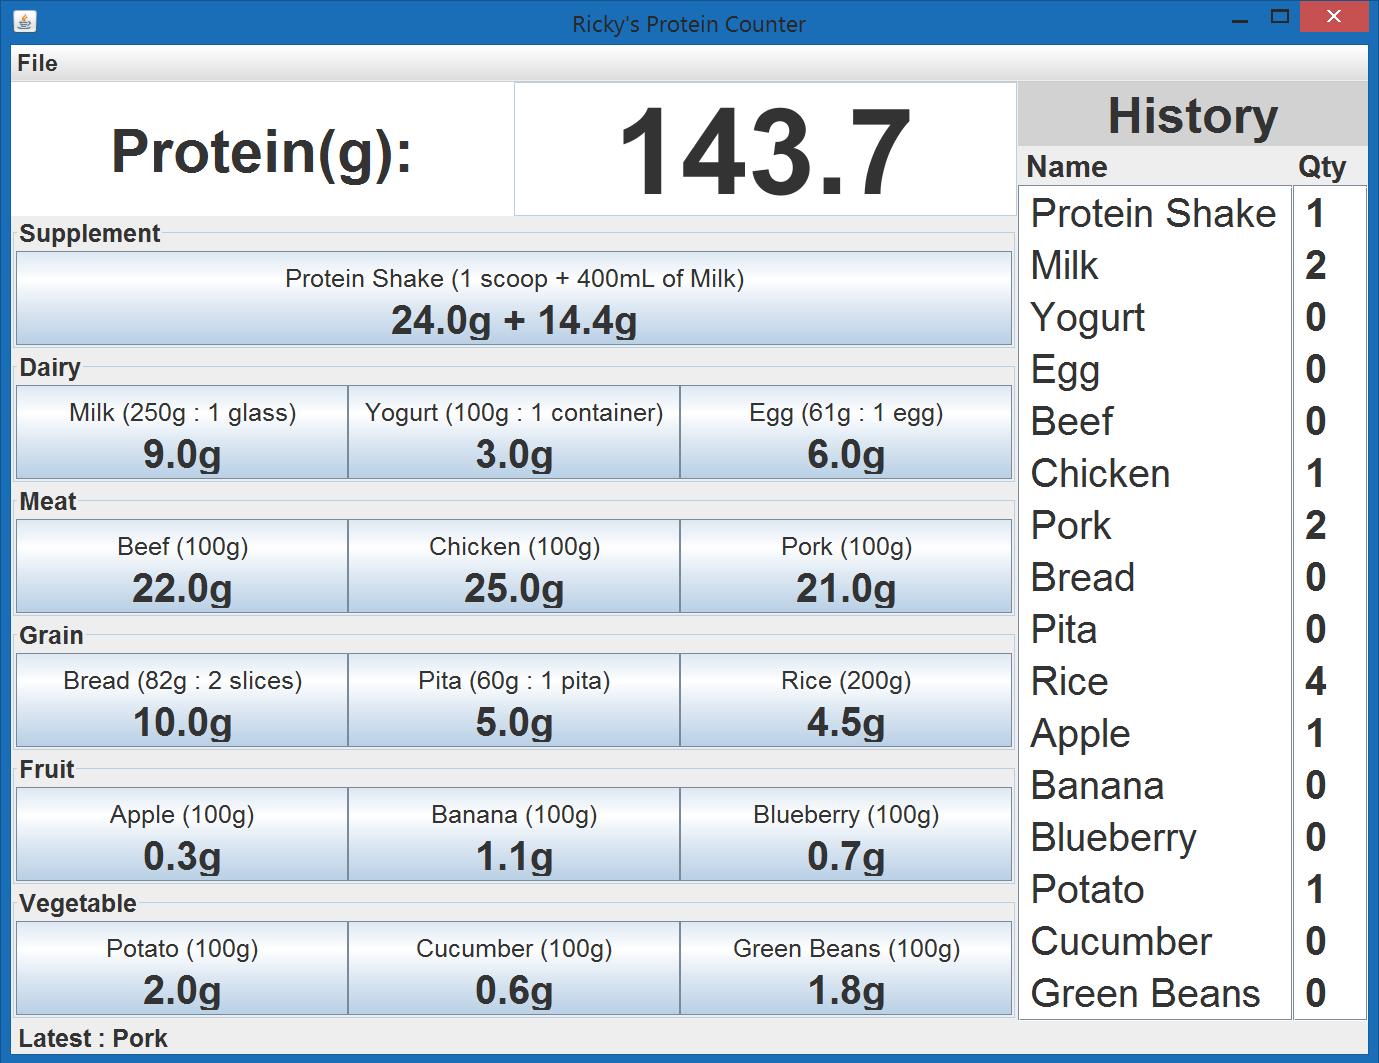 Ricky's Protein Counter
File
Protein(g):
143.7
Supplement
Protein Shake (1 scoop + 400mL of Milk)
24.0g + 14.4g
Dairy
Milk (250g : 1 glass)
9.0g
Yogurt (100g : 1 container)
3.0g
Egg (61g : 1 egg)
6.0g
Meat
Beef (100g)
22.0g
Chicken (100g)
25.0g
Pork (100g)
21.0g
Grain
Bread (82g : 2 slices)
10.0g
Pita (60g : 1 pita)
5.0g
Rice (200g)
4.5g
Fruit
Apple (100g)
0.3g
Banana (100g)
1.1g
Blueberry (100g)
0.7g
Vegetable
Potato (100g)
2.0g
Cucumber (100g)
0.6g
Green Beans (100g)
1.8g
Latest : Pork
History
Name Qty
Protein Shake 1
Milk 2
Yogurt 0
Egg 0
Beef 0
Chicken 1
Pork 2
Bread 0
Pita 0
Rice 4
Apple 1
Banana 0
Blueberry 0
Potato 1
Cucumber 0
Green Beans 0